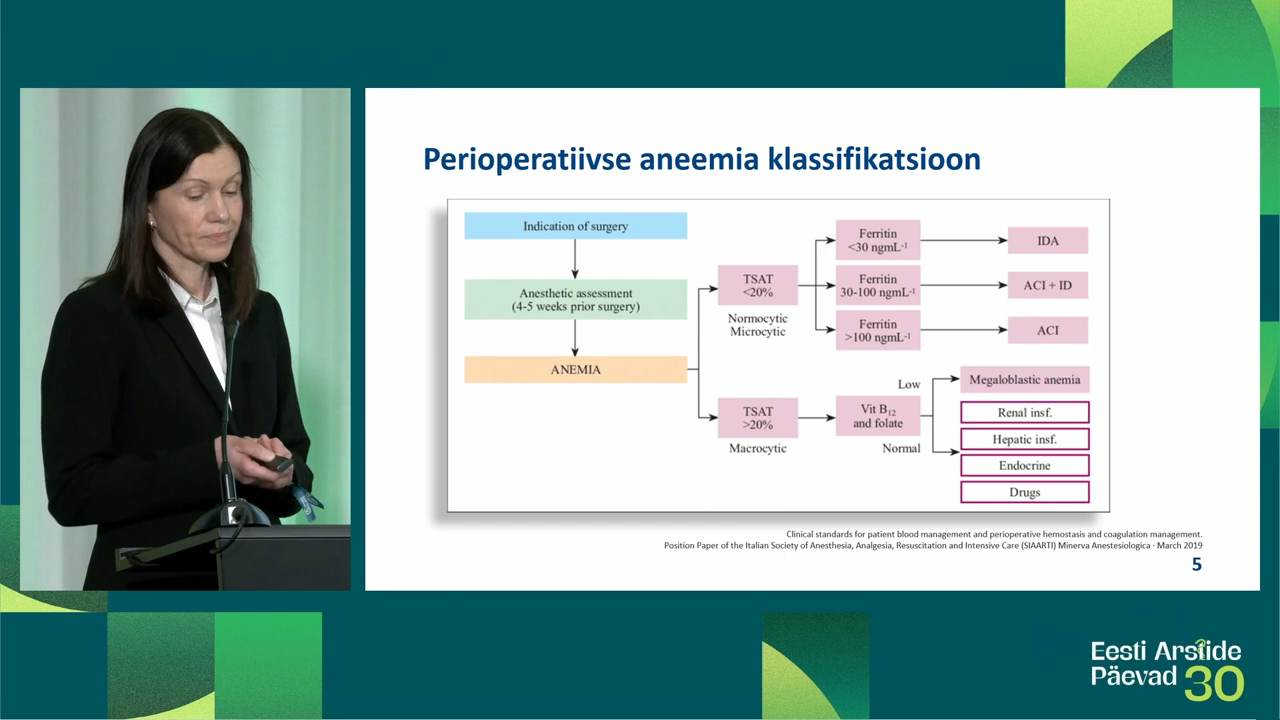 Perioperatiivse aneemia klassifikatsioon
Indication of surgery
Anesthetic assessment
(4-5 weeks prior surgery)
ANEMIA
TSAT
<20%
Normocytic
Microcytic
Ferritin
<30 ngmL-1
IDA
Ferritin
30-100 ngmL-1
ACI + ID
Ferritin
>100 ngmL-1
ACI
TSAT
>20%
Macrocytic
Vit B12
and folate
Low
Normal
Megaloblastic anemia
Renal insf.
Hepatic insf.
Endocrine
Drugs
Clinical standards for patient blood management and perioperative hemostasis and coagulation management.
Position Paper of the Italian Society of Anesthesia, Analgesia, Resuscitation and Intensive Care (SIAARTI) Minerva Anestesiologica · March 2019
5
Eesti Arstide
Päevad 30